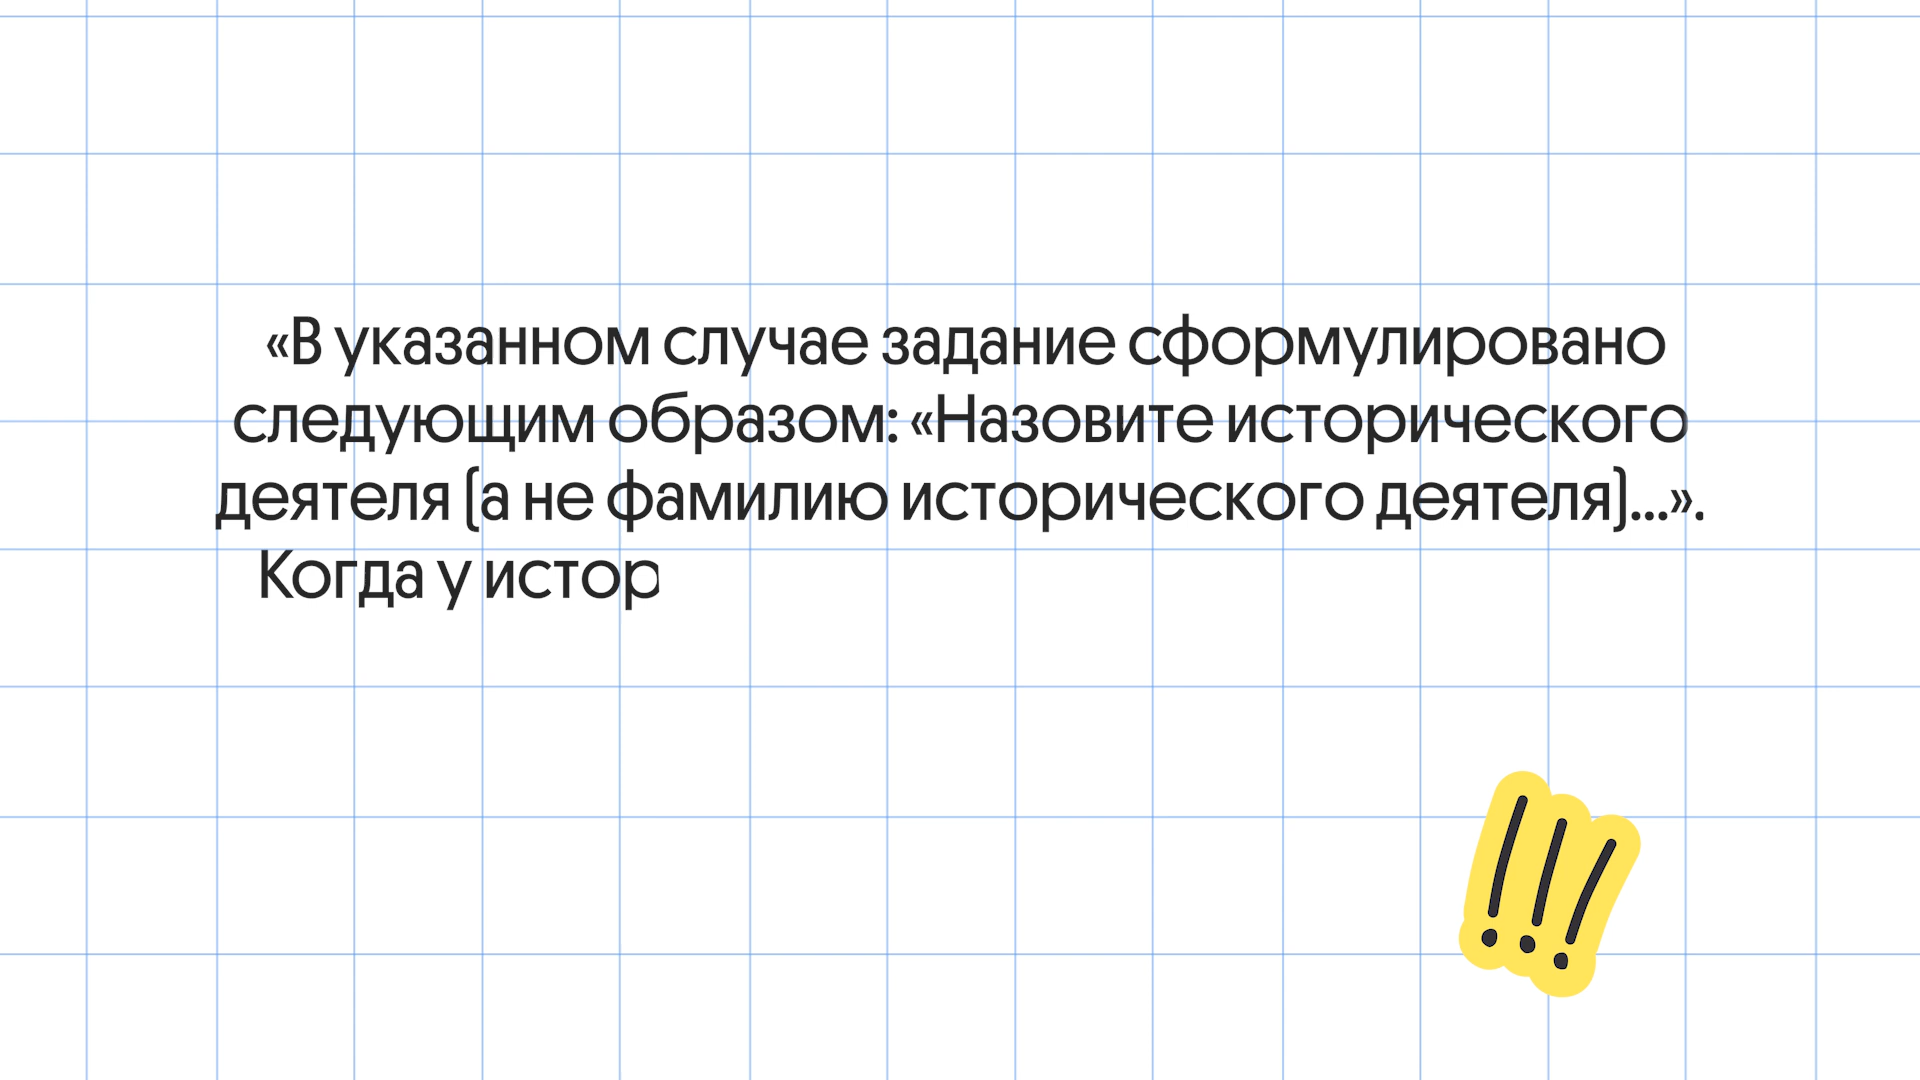 «В указанном случае задание сформулировано
следующим образом: «Назовите исторического
деятеля (а не фамилию исторического деятеля)...».
Когда у истор
!!!